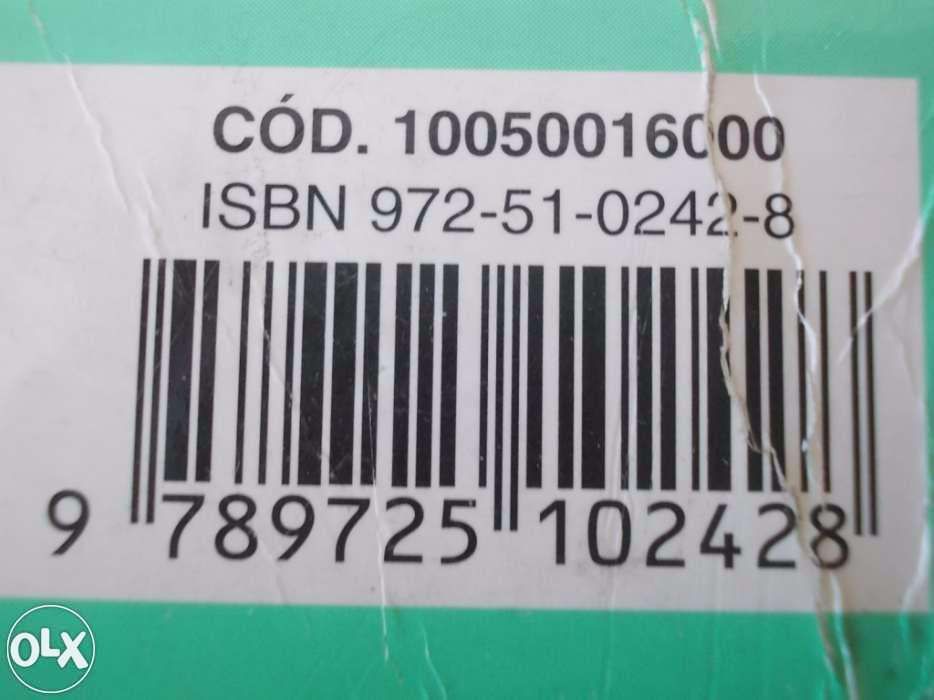 CÓD. 10050016000
ISBN 972-51-0242-8
9 789725 102428
OLX